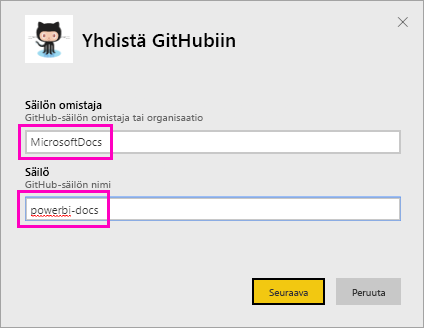 Yhdistä GitHubiin
Säilön omistaja
GitHub-säilön omistaja tai organisaatio
MicrosoftDocs
Säilö
GitHub-säilön nimi
powerbi-docs
Seuraava
Peruuta